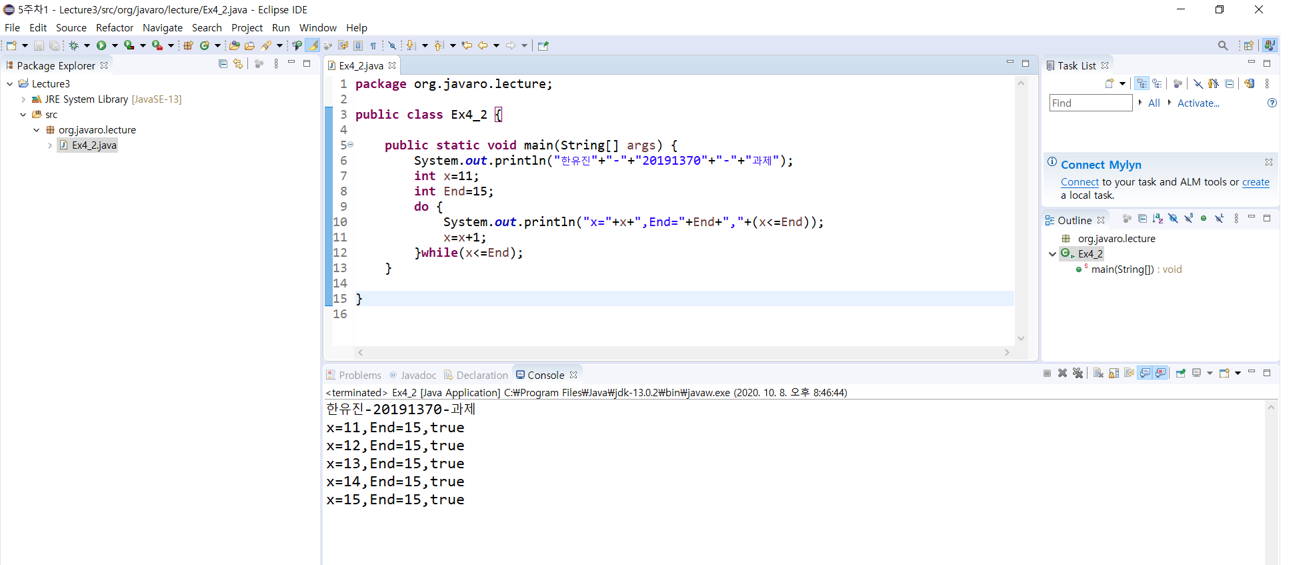 5주차1 - Lecture3/src/org/javaro/lecture/Ex4_2.java - Eclipse IDE
File Edit Source Refactor Navigate Search Project Run Window Help
Package Explorer
Lecture3
JRE System Library [JavaSE-13]
src
org.javaro.lecture
Ex4_2.java
Ex4_2.java
1 package org.javaro.lecture;
2
3 public class Ex4_2 {
4
5 public static void main(String[] args) {
6 System.out.println("한유진"+"-"+"20191370"+"-"+"과제");
7 int x=11;
8 int End=15;
9 do {
10 System.out.println("x="+x+",End="+End+","+(x<=End));
11 x=x+1;
12 }while(x<=End);
13 }
14
15 }
16
Task List
Find All Activate...
Connect Mylyn
Connect to your task and ALM tools or create
a local task.
Outline
org.javaro.lecture
Ex4_2
main(String[]) : void
Problems Javadoc Declaration Console
<terminated> Ex4_2 [Java Application] C:₩Program Files₩Java₩jdk-13.0.2₩bin₩javaw.exe (2020. 10. 8. 오후 8:46:44)
한유진-20191370-과제
x=11,End=15,true
x=12,End=15,true
x=13,End=15,true
x=14,End=15,true
x=15,End=15,true